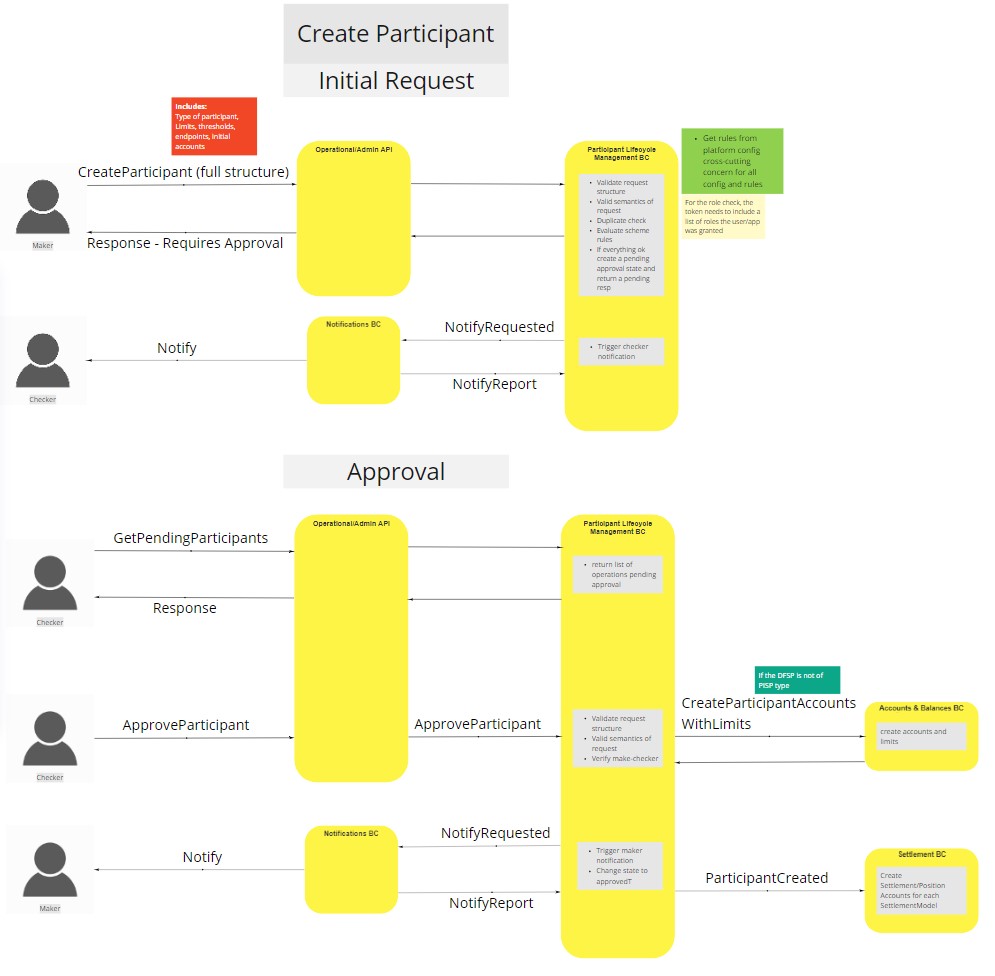 Create Participant
Initial Request
Includes:
Type of participant,
Limits, thresholds,
endpoints, initial
accounts
CreateParticipant (full structure)
Maker
Response - Requires Approval
Operational/Admin API
Participant Lifecycle
Management BC
• Validate request
structure
• Valid semantics of
request
• Duplicate check
• Evaluate scheme
rules
• If everything ok
create a pending
approval state and
return a pending
resp
• Get rules from
platform config
cross-cutting
concern for all
config and rules
For the role check, the
token needs to include a
list of roles the user/app
was granted
Notify
Checker
Notifications BC
NotifyRequested
NotifyReport
• Trigger checker
notification
Approval
GetPendingParticipants
Checker
Response
Operational/Admin API
Participant Lifecycle
Management BC
• return list of
operations pending
approval
ApproveParticipant
Checker
ApproveParticipant
• Validate request
structure
• Valid semantics of
request
• Verify make-checker
If the DFSP is not of
PISP type
CreateParticipantAccounts
WithLimits
Accounts & Balances BC
create accounts and
limits
Notify
Maker
Notifications BC
NotifyRequested
NotifyReport
• Trigger maker
notification
• Change state to
approvedT
ParticipantCreated
Settlement BC
Create
Settlement/Position
Accounts for each
SettlementModel